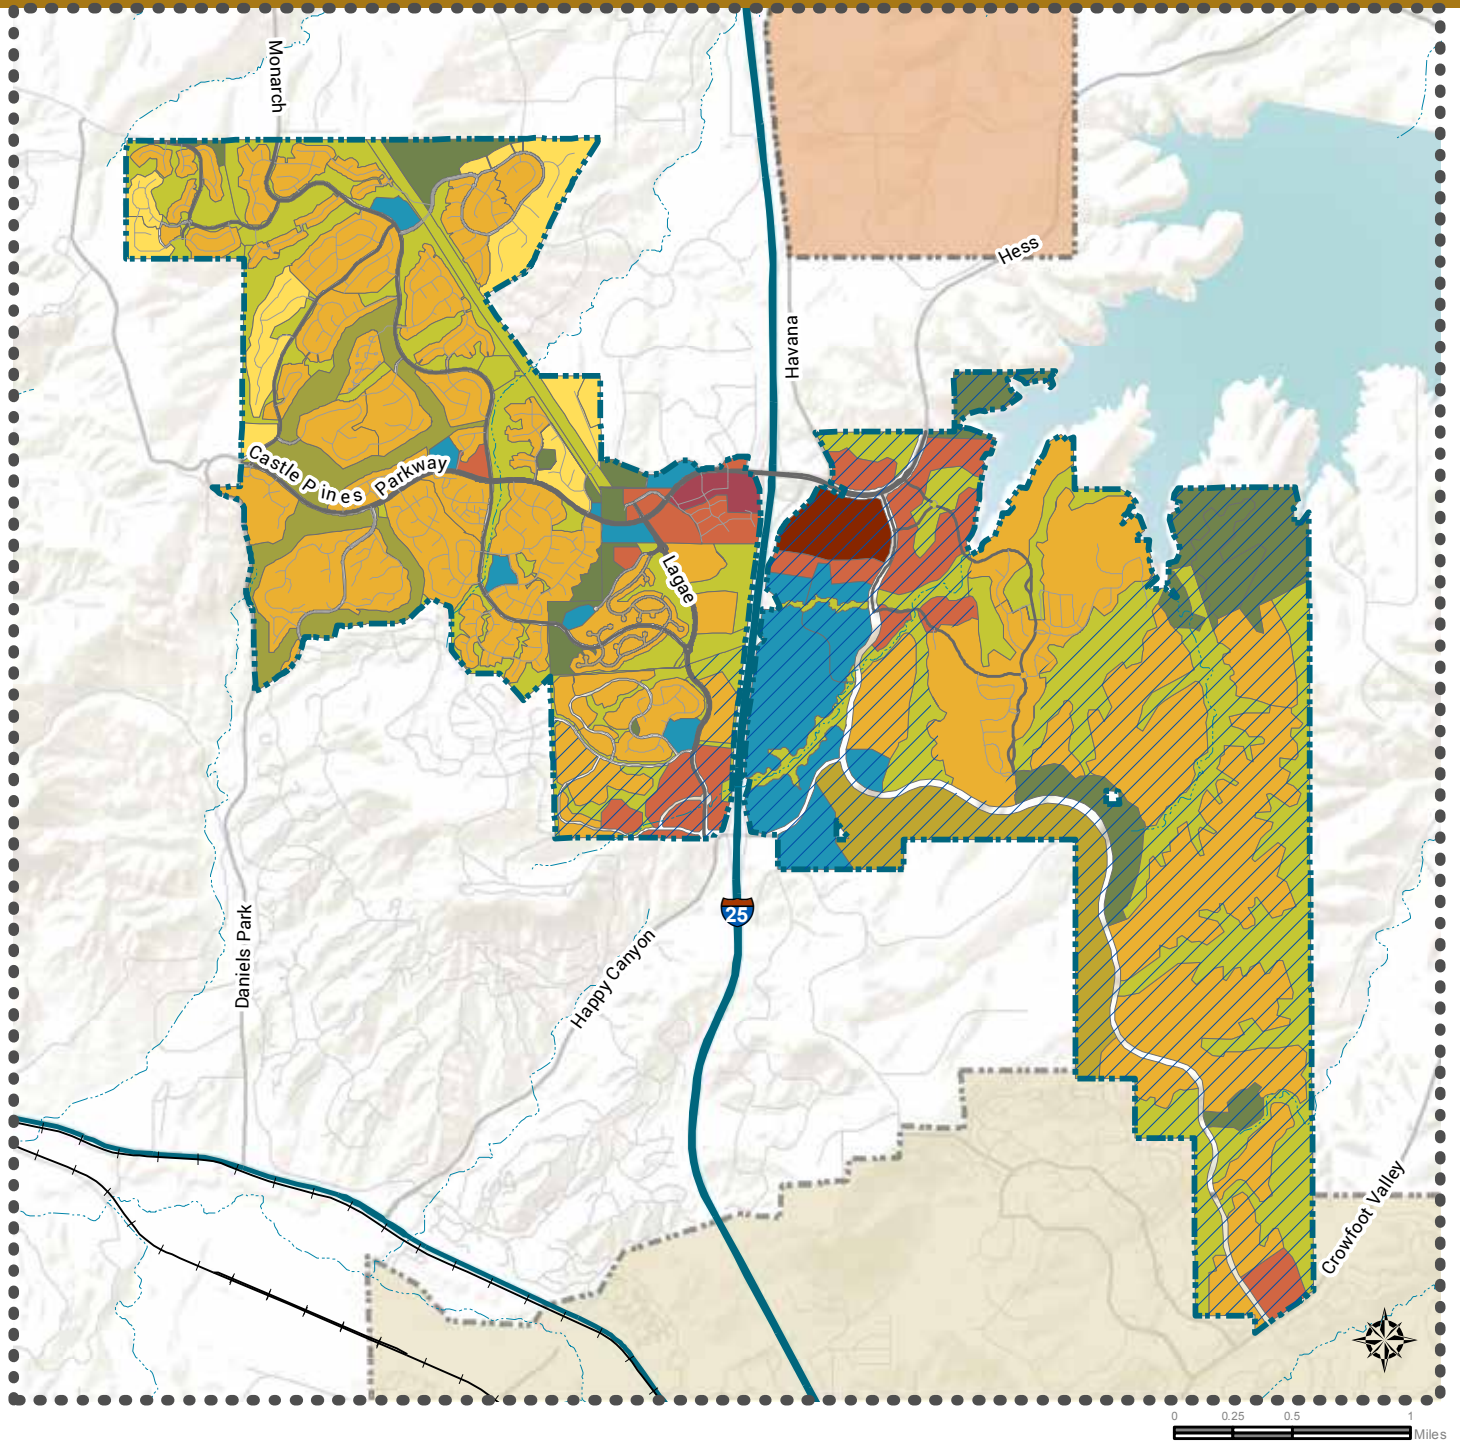 Monarch
Hess
Havana
Castle Pines Parkway
Lagae
25
Daniels Park
Happy Canyon
Crowfoot Valley
0 0.25 0.5 1
Miles